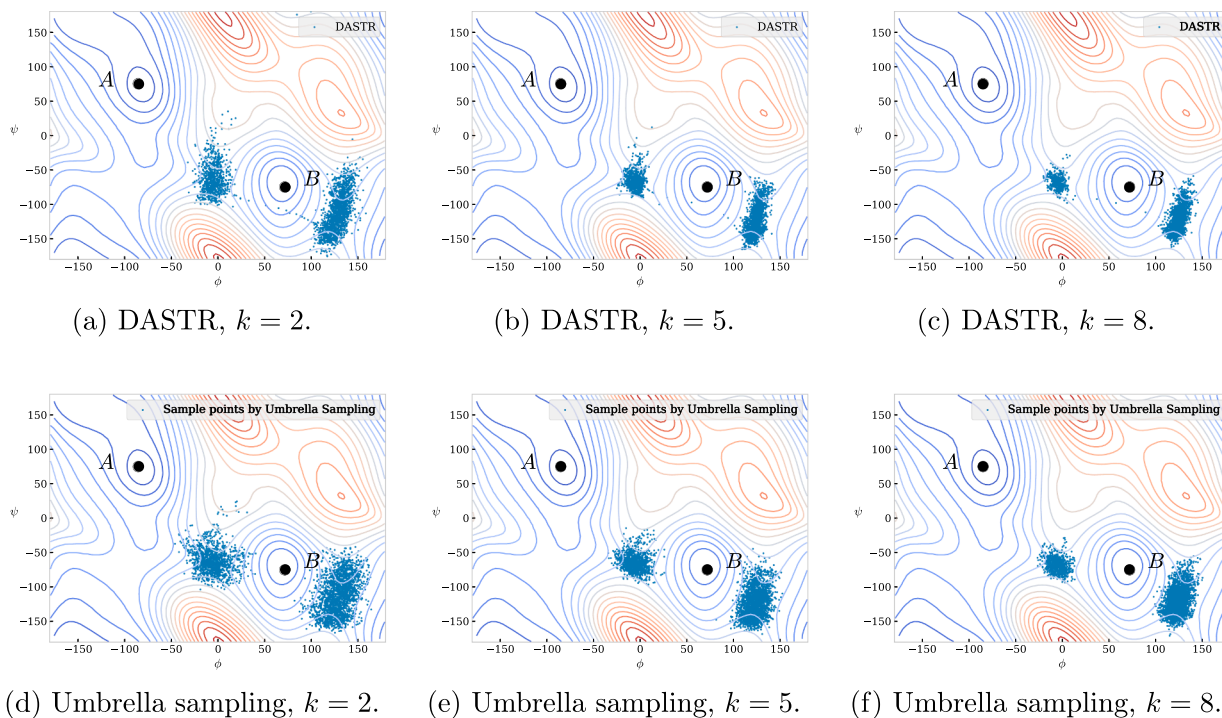 DASTR
DASTR
DASTR
150
100
50
0
−50
−100
−150
ψ
A
B
−150 −100 −50 0 50 100 150
ϕ
150
100
50
0
−50
−100
−150
ψ
A
B
−150 −100 −50 0 50 100 150
ϕ
150
100
50
0
−50
−100
−150
ψ
A
B
−150 −100 −50 0 50 100 150
ϕ
(a) DASTR, k = 2.
(b) DASTR, k = 5.
(c) DASTR, k = 8.
Sample points by Umbrella Sampling
Sample points by Umbrella Sampling
Sample points by Umbrella Sampling
150
100
50
0
−50
−100
−150
ψ
A
B
−150 −100 −50 0 50 100 150
ϕ
150
100
50
0
−50
−100
−150
ψ
A
B
−150 −100 −50 0 50 100 150
ϕ
150
100
50
0
−50
−100
−150
ψ
A
B
−150 −100 −50 0 50 100 150
ϕ
(d) Umbrella sampling, k = 2.
(e) Umbrella sampling, k = 5.
(f) Umbrella sampling, k = 8.